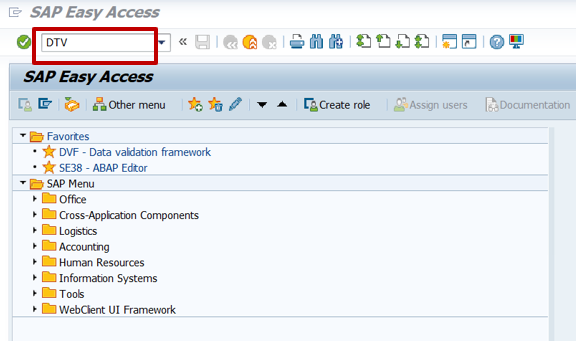 SAP Easy Access
DTV
SAP Easy Access
Other menu Create role Assign users Documentation
Favorites
DVF - Data validation framework
SE38 - ABAP Editor
SAP Menu
Office
Cross-Application Components
Logistics
Accounting
Human Resources
Information Systems
Tools
WebClient UI Framework